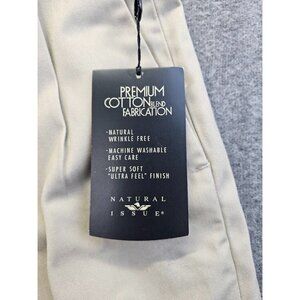 PREMIUM
COTTON BLEND
FABRICATION
-NATURAL
WRINKLE FREE
-MACHINE WASHABLE
EASY CARE
-SUPER SOFT
"ULTRA FEEL" FINISH
NATURAL
ISSUE®